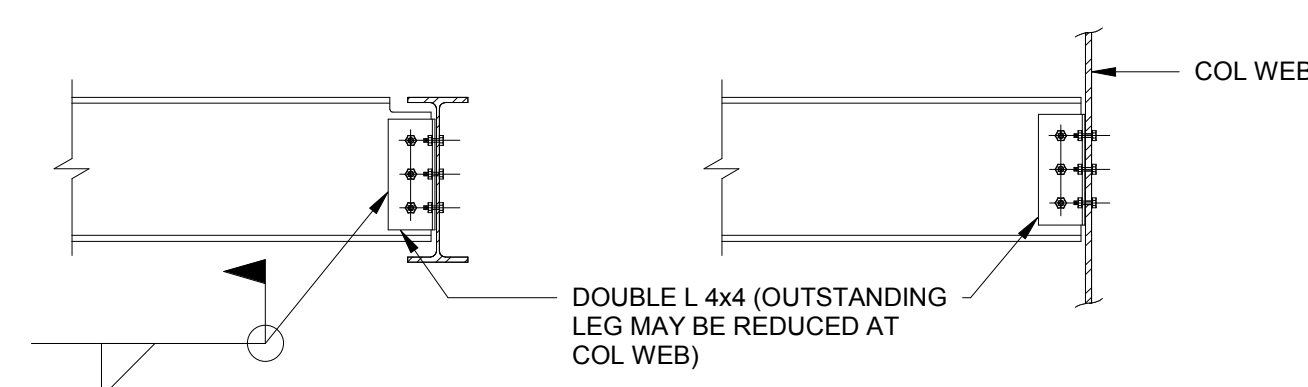 COL WEB
DOUBLE L 4x4 (OUTSTANDING
LEG MAY BE REDUCED AT
COL WEB)